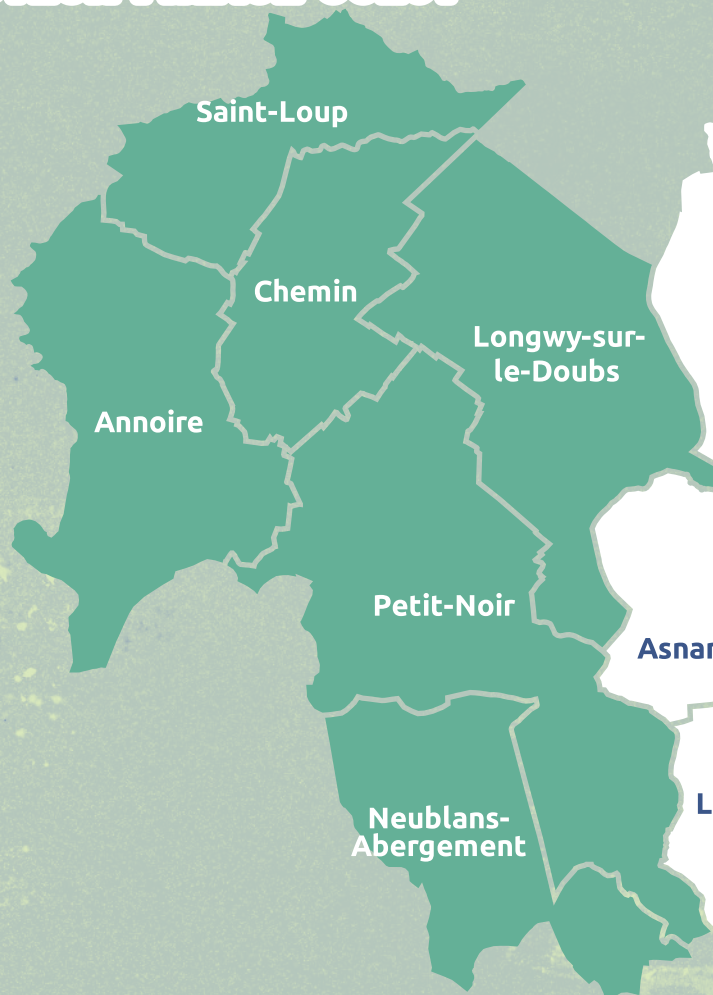 Saint-Loup
Chemin
Longwy-sur-
le-Doubs
Annoire
Petit-Noir
Neublans-
Abergement